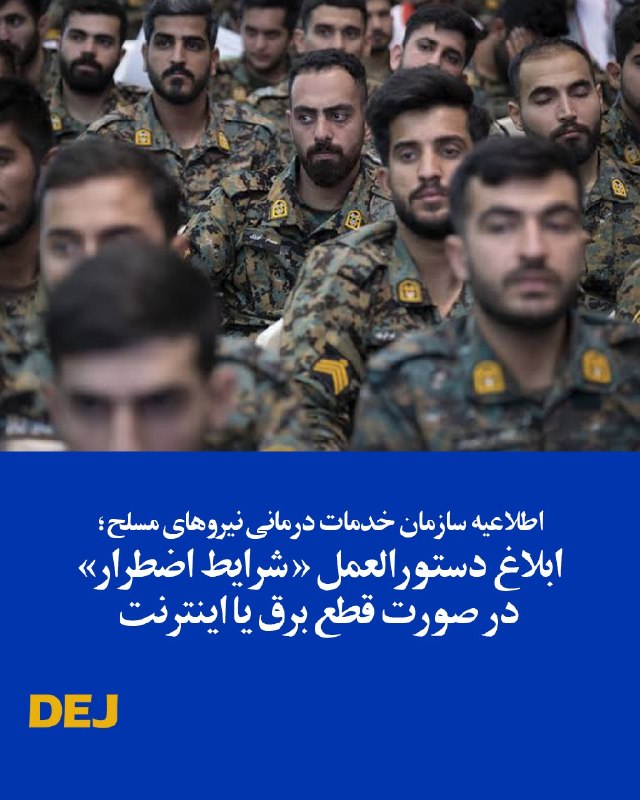 اطلاعیه سازمان خدمات درمانی نیروهای مسلح؛
ابلاغ دستورالعمل «شرایط اضطرار»
در صورت قطع برق یا اینترنت
DEJ